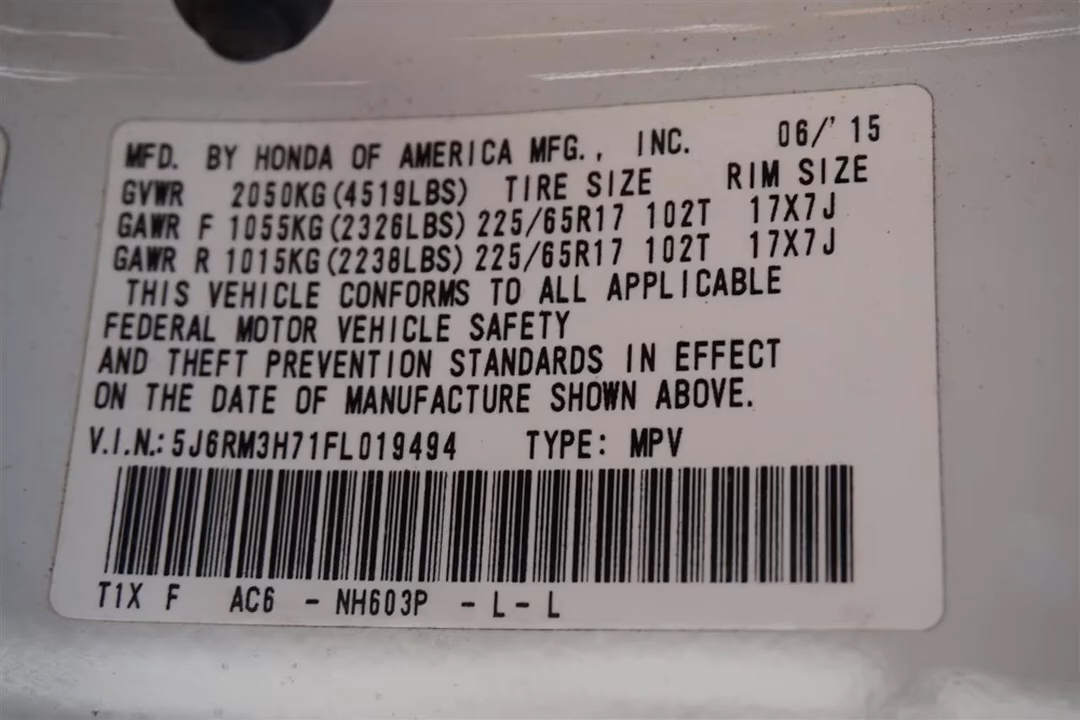 MFD. BY HONDA OF AMERICA MFG., INC. 06/'15
GVWR 2050KG(4519LBS) TIRE SIZE RIM SIZE
GAWR F 1055KG(2326LBS) 225/65R17 102T 17X7J
GAWR R 1015KG(2238LBS) 225/65R17 102T 17X7J
THIS VEHICLE CONFORMS TO ALL APPLICABLE
FEDERAL MOTOR VEHICLE SAFETY
AND THEFT PREVENTION STANDARDS IN EFFECT
ON THE DATE OF MANUFACTURE SHOWN ABOVE.
V.I.N.: 5J6RM3H71FL019494 TYPE: MPV
T1X F AC6 - NH603P - L - L